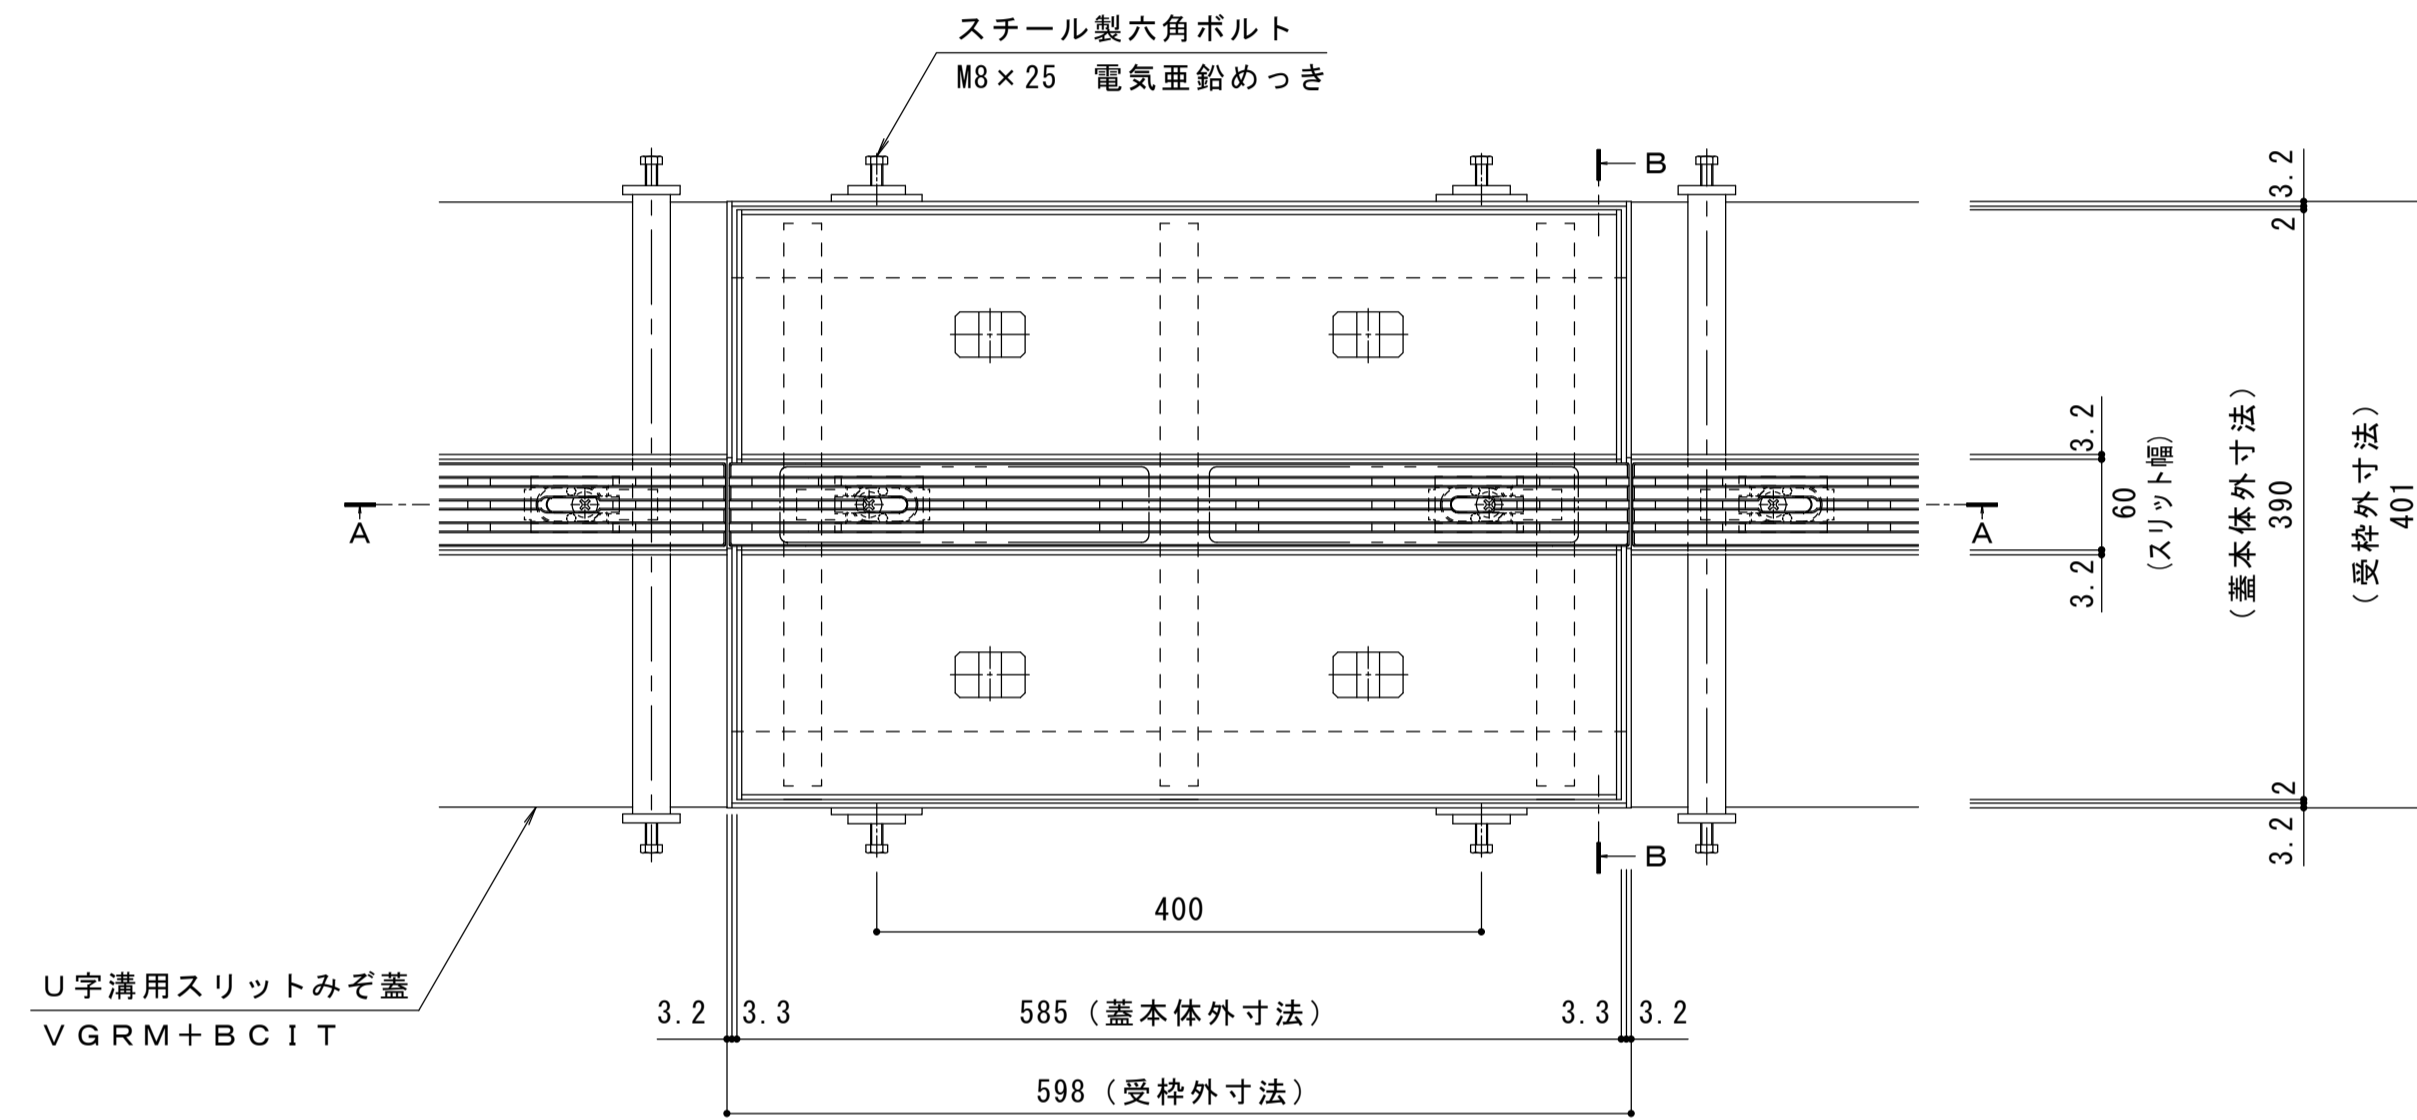 スチール製六角ボルト
M8×25 電気亜鉛めっき
B
3.2
2
A
3.2
60
(スリット幅)
3.2
(蓋本体外寸法)
390
(受枠外寸法)
401
A
2
3.2
B
400
U字溝用スリットみぞ蓋
VGRM+BCIT
3.2
3.3
585(蓋本体外寸法)
3.3
3.2
598(受枠外寸法)